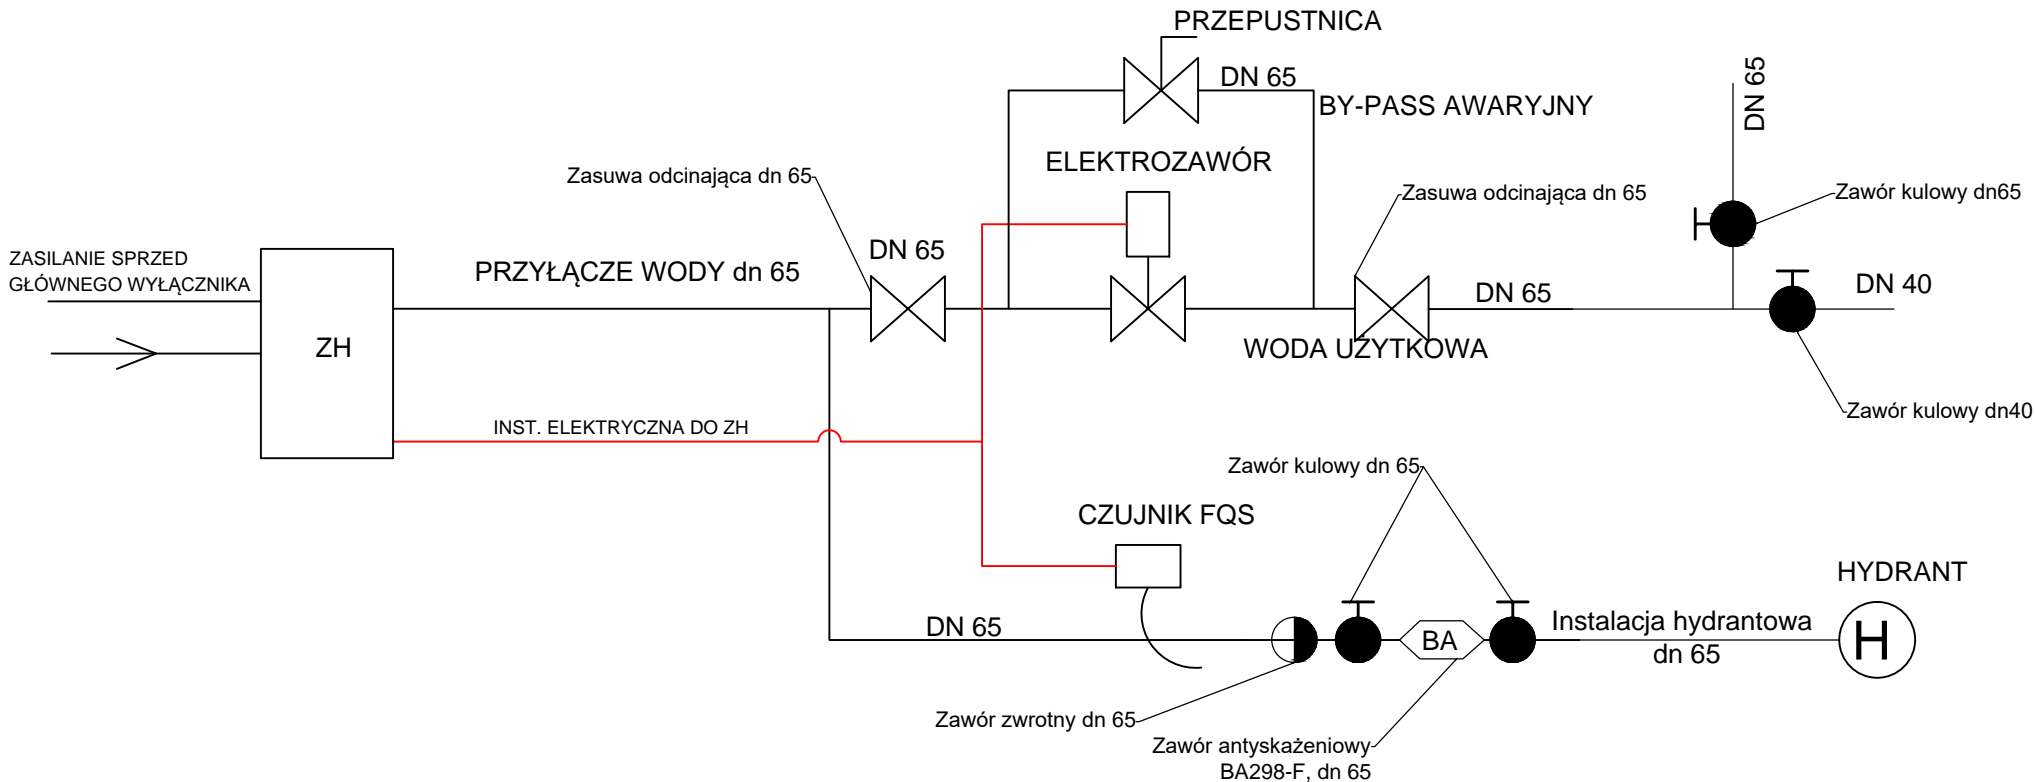 PRZEPUSTNICA
DN 65
BY-PASS AWARYJNY
DN 65
ELEKTROZAWÓR
Zasuwa odcinająca dn 65
Zasuwa odcinająca dn 65
Zawór kulowy dn65
ZASILANIE SPRZED
GŁÓWNEGO WYŁĄCZNIKA
PRZYŁĄCZE WODY dn 65
DN 65
DN 65
DN 40
ZH
WODA UŻYTKOWA
Zawór kulowy dn40
INST. ELEKTRYCZNA DO ZH
Zawór kulowy dn 65
CZUJNIK FQS
HYDRANT
DN 65
BA
Instalacja hydrantowa
dn 65
H
Zawór zwrotny dn 65
Zawór antyskażeniowy
BA298-F, dn 65